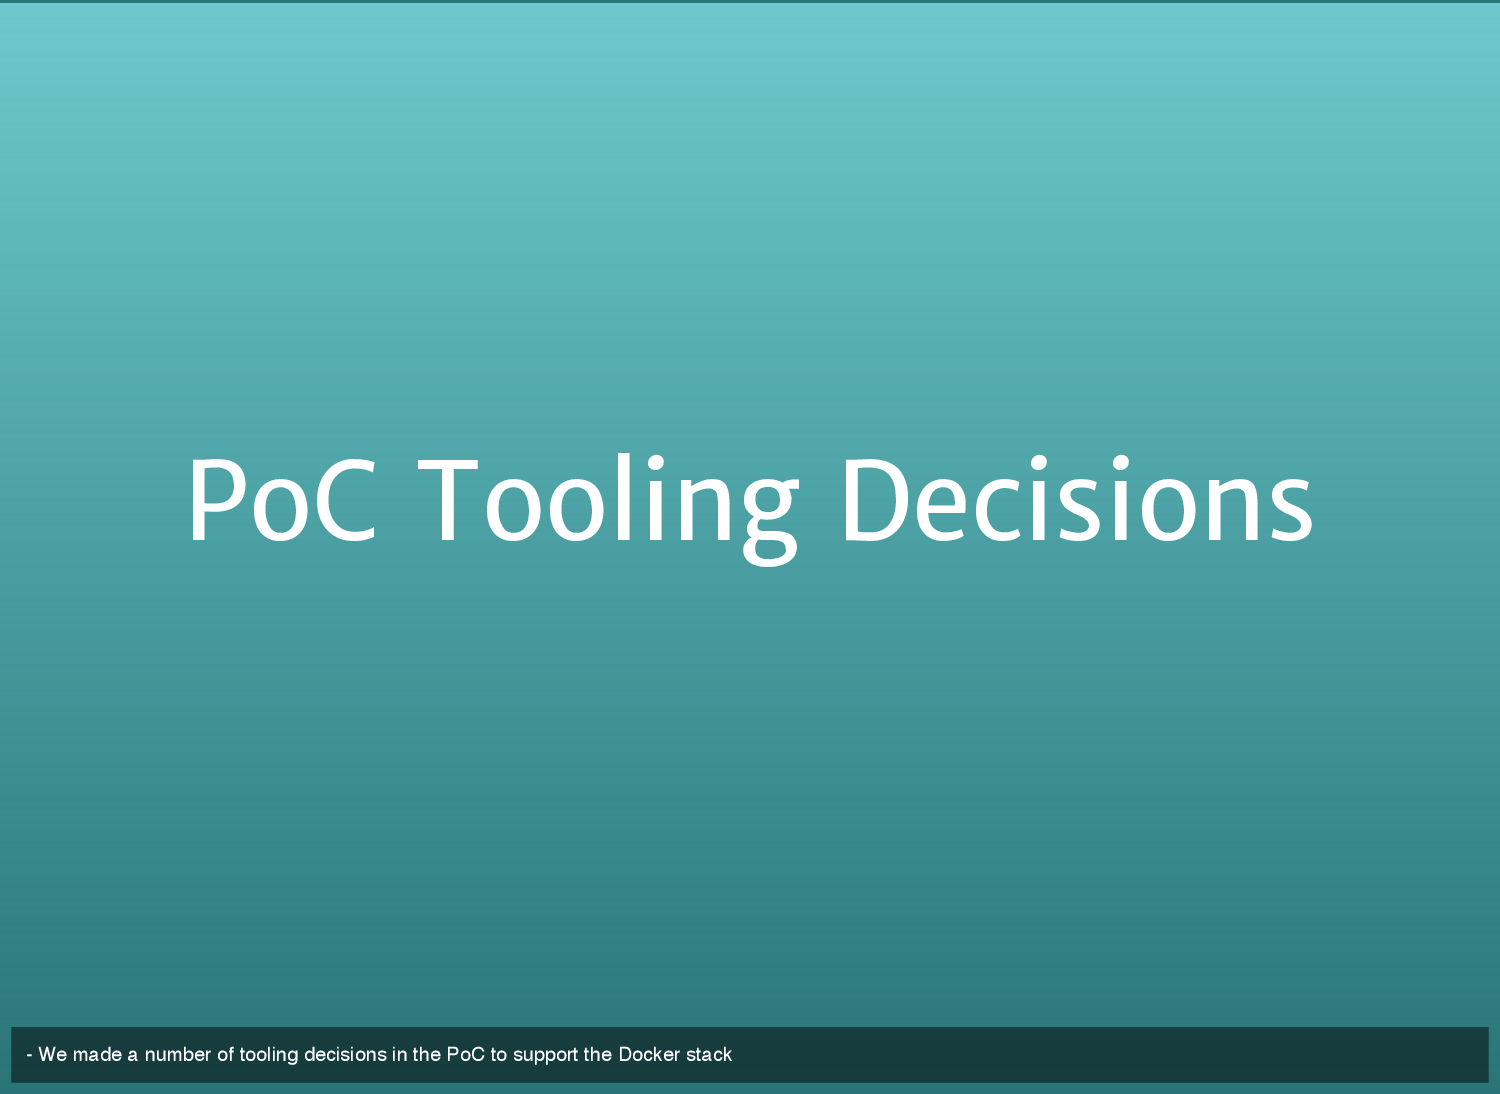 PoC Tooling Decisions
- We made a number of tooling decisions in the PoC to support the Docker stack